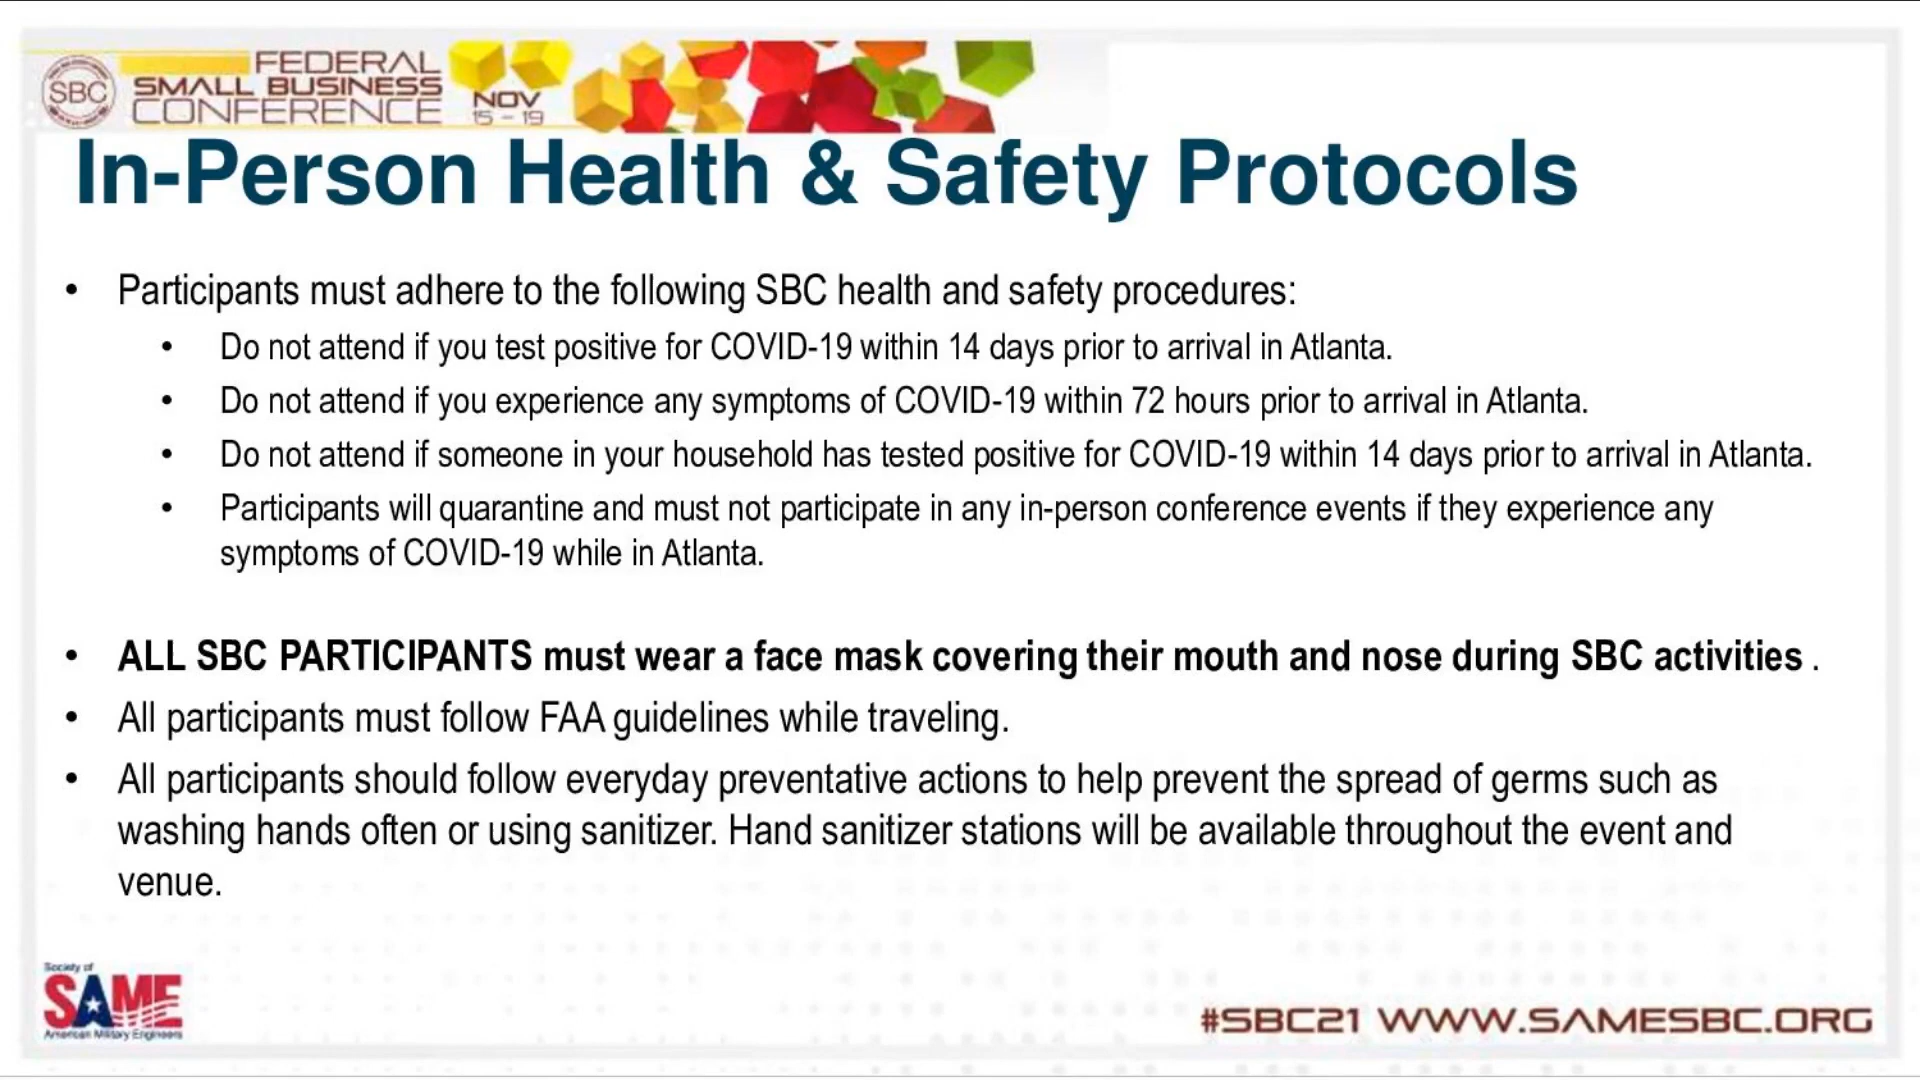 FEDERAL
SBC SMALL BUSINESS
CONFERENCE
NOV
15 - 19
In-Person Health & Safety Protocols
• Participants must adhere to the following SBC health and safety procedures:
• Do not attend if you test positive for COVID-19 within 14 days prior to arrival in Atlanta.
• Do not attend if you experience any symptoms of COVID-19 within 72 hours prior to arrival in Atlanta.
• Do not attend if someone in your household has tested positive for COVID-19 within 14 days prior to arrival in Atlanta.
• Participants will quarantine and must not participate in any in-person conference events if they experience any
symptoms of COVID-19 while in Atlanta.
• ALL SBC PARTICIPANTS must wear a face mask covering their mouth and nose during SBC activities .
• All participants must follow FAA guidelines while traveling.
• All participants should follow everyday preventative actions to help prevent the spread of germs such as
washing hands often or using sanitizer. Hand sanitizer stations will be available throughout the event and
venue.
Society of
SAME
American Military Engineers
#SBC21 WWW.SAMESBC.ORG